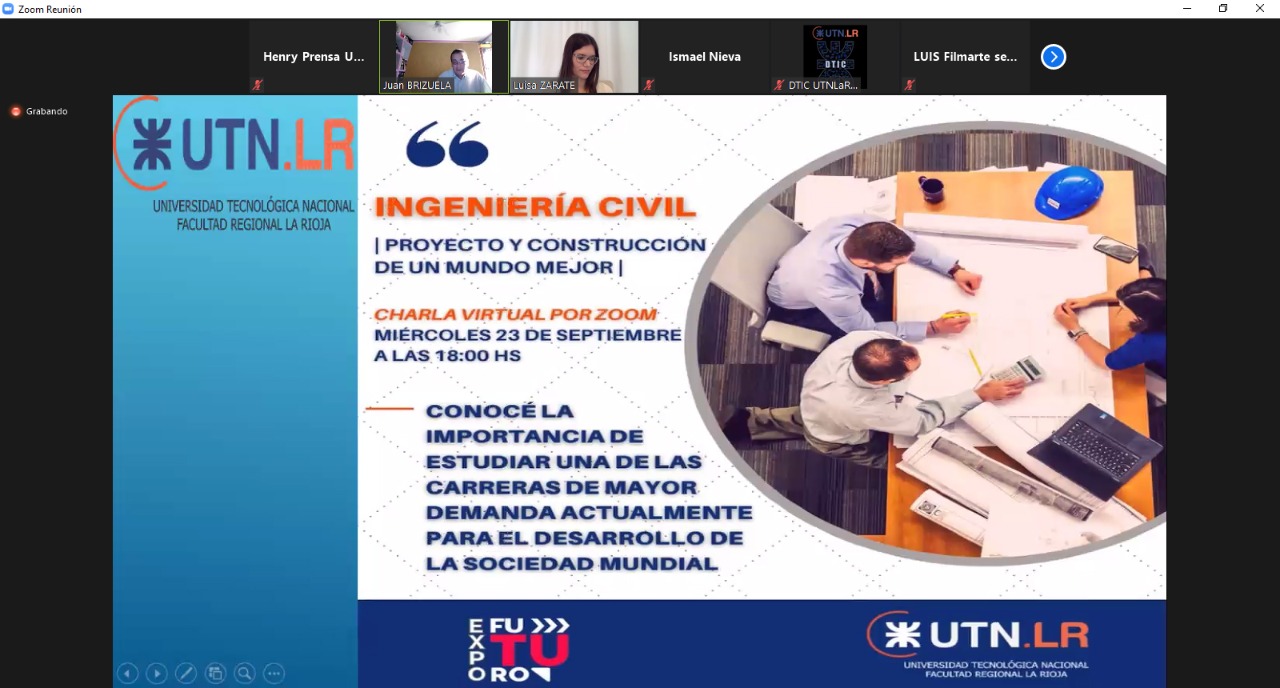 Zoom Reunión
Henry Prensa U...
Juan BRIZUELA
Luisa ZARATE
Ismael Nieva
UTN.LR
DTIC
DTIC UTNLaR...
LUIS Filmarte se...
Grabando
UTN.LR
UNIVERSIDAD TECNOLÓGICA NACIONAL
FACULTAD REGIONAL LA RIOJA
INGENIERÍA CIVIL
| PROYECTO Y CONSTRUCCIÓN
DE UN MUNDO MEJOR |
CHARLA VIRTUAL POR ZOOM
MIÉRCOLES 23 DE SEPTIEMBRE
A LAS 18:00 HS
CONOCÉ LA
IMPORTANCIA DE
ESTUDIAR UNA DE LAS
CARRERAS DE MAYOR
DEMANDA ACTUALMENTE
PARA EL DESARROLLO DE
LA SOCIEDAD MUNDIAL
EXPO
FU
TU
RO
UTN.LR
UNIVERSIDAD TECNOLÓGICA NACIONAL
FACULTAD REGIONAL LA RIOJA